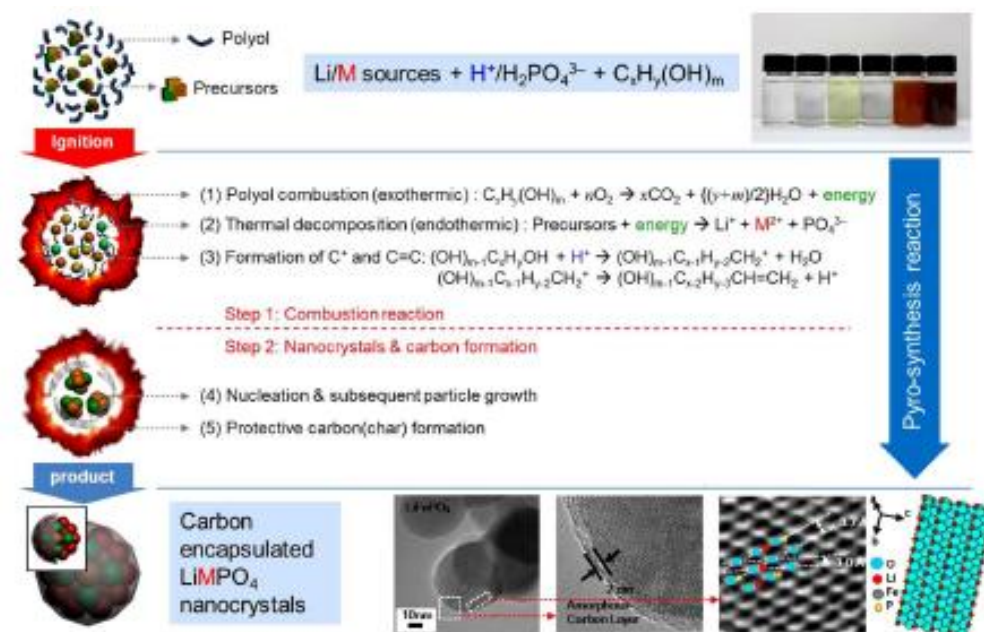 Polyol
Precursors
Li/M sources + H⁺/H₂PO₄³⁻ + CₓHᵧ(OH)ₘ
Ignition
(1) Polyol combustion (exothermic) : CₓHᵧ(OH)ₘ + nO₂ → xCO₂ + {(y+m)/2}H₂O + energy
(2) Thermal decomposition (endothermic) : Precursors + energy → Li⁺ + M²⁺ + PO₄³⁻
(3) Formation of C⁺ and C=C: (OH)ₘ₋₁CₓHᵧOH + H⁺ → (OH)ₘ₋₁Cₓ₋₁Hᵧ₋₂CH₂⁺ + H₂O
(OH)ₘ₋₁Cₓ₋₁Hᵧ₋₂CH₂⁺ → (OH)ₘ₋₁Cₓ₋₂Hᵧ₋₃CH=CH₂ + H⁺
Step 1: Combustion reaction
Step 2: Nanocrystals & carbon formation
(4) Nucleation & subsequent particle growth
(5) Protective carbon(char) formation
Pyro-synthesis reaction
product
Carbon
encapsulated
LiMPO₄
nanocrystals
LiFePO₄
10nm
2 nm
Amorphous
Carbon Layer
c
O
Li
Fe
P